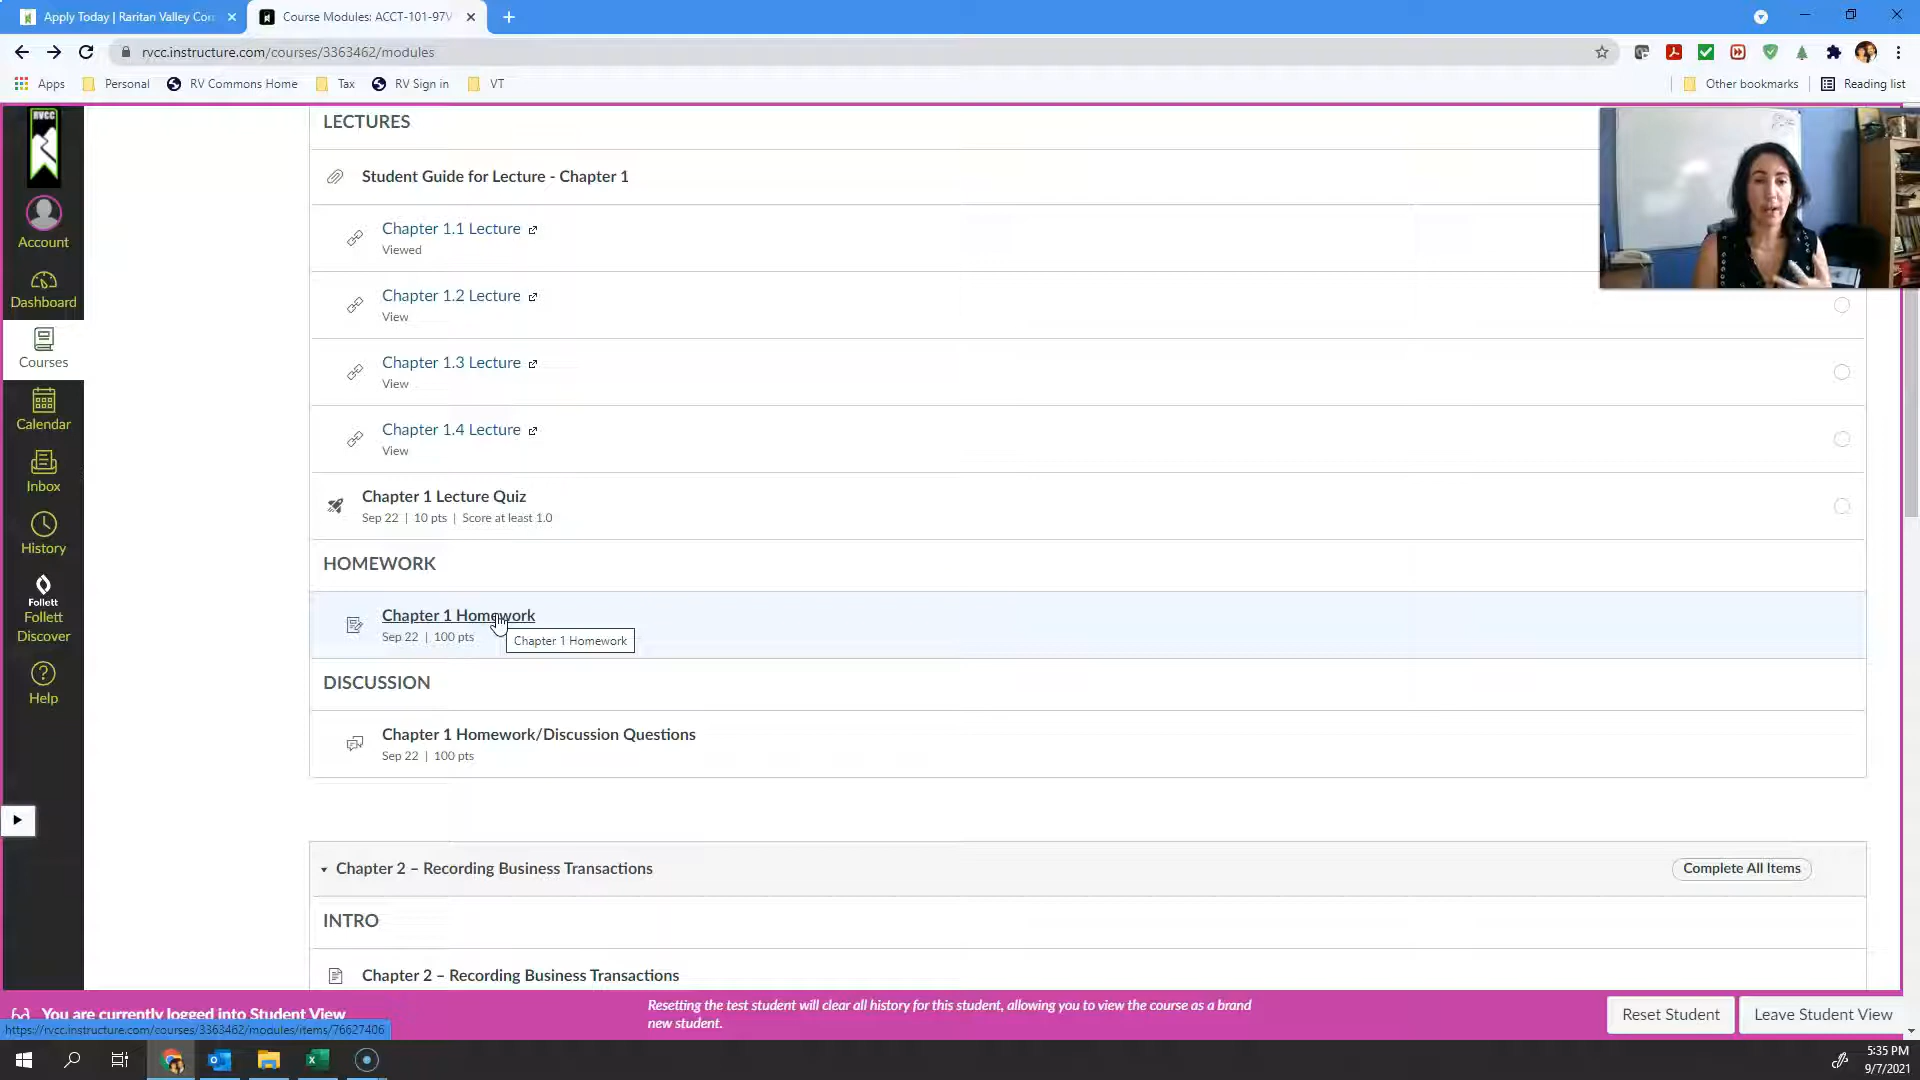 Apply Today | Raritan Valley Con
Course Modules: ACCT-101-97V
rvcc.instructure.com/courses/3363462/modules
Apps
Personal
RV Commons Home
Tax
RV Sign in
VT
Other bookmarks
Reading list
RVCC
Account
Dashboard
Courses
Calendar
Inbox
History
Follett
Follett
Discover
Help
LECTURES
Student Guide for Lecture - Chapter 1
Chapter 1.1 Lecture
Viewed
Chapter 1.2 Lecture
View
Chapter 1.3 Lecture
View
Chapter 1.4 Lecture
View
Chapter 1 Lecture Quiz
Sep 22 | 10 pts | Score at least 1.0
HOMEWORK
Chapter 1 Homework
Sep 22 | 100 pts
Chapter 1 Homework
DISCUSSION
Chapter 1 Homework/Discussion Questions
Sep 22 | 100 pts
Chapter 2 – Recording Business Transactions
Complete All Items
INTRO
Chapter 2 – Recording Business Transactions
You are currently logged into Student View
Resetting the test student will clear all history for this student, allowing you to view the course as a brand
new student.
Reset Student
Leave Student View
https://rvcc.instructure.com/courses/3363462/modules/items/76627406
5:35 PM
9/7/2021